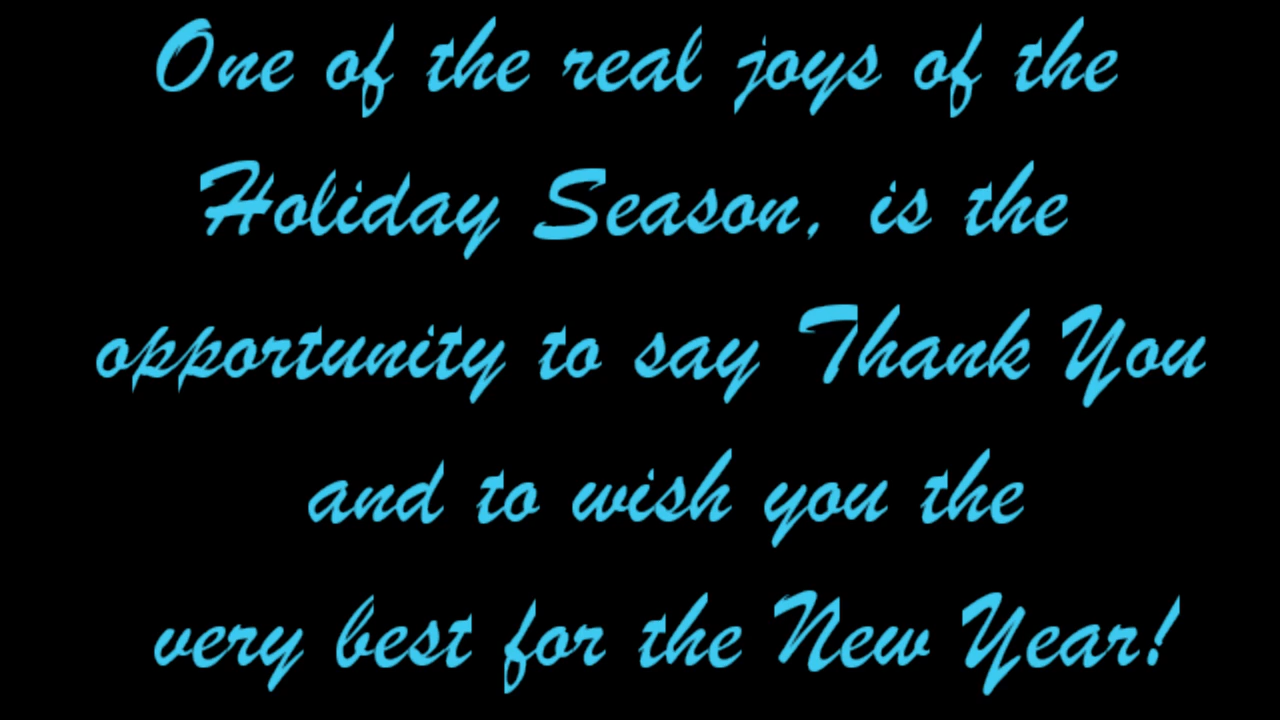 One of the real joys of the
Holiday Season, is the
opportunity to say Thank You
and to wish you the
very best for the New Year!